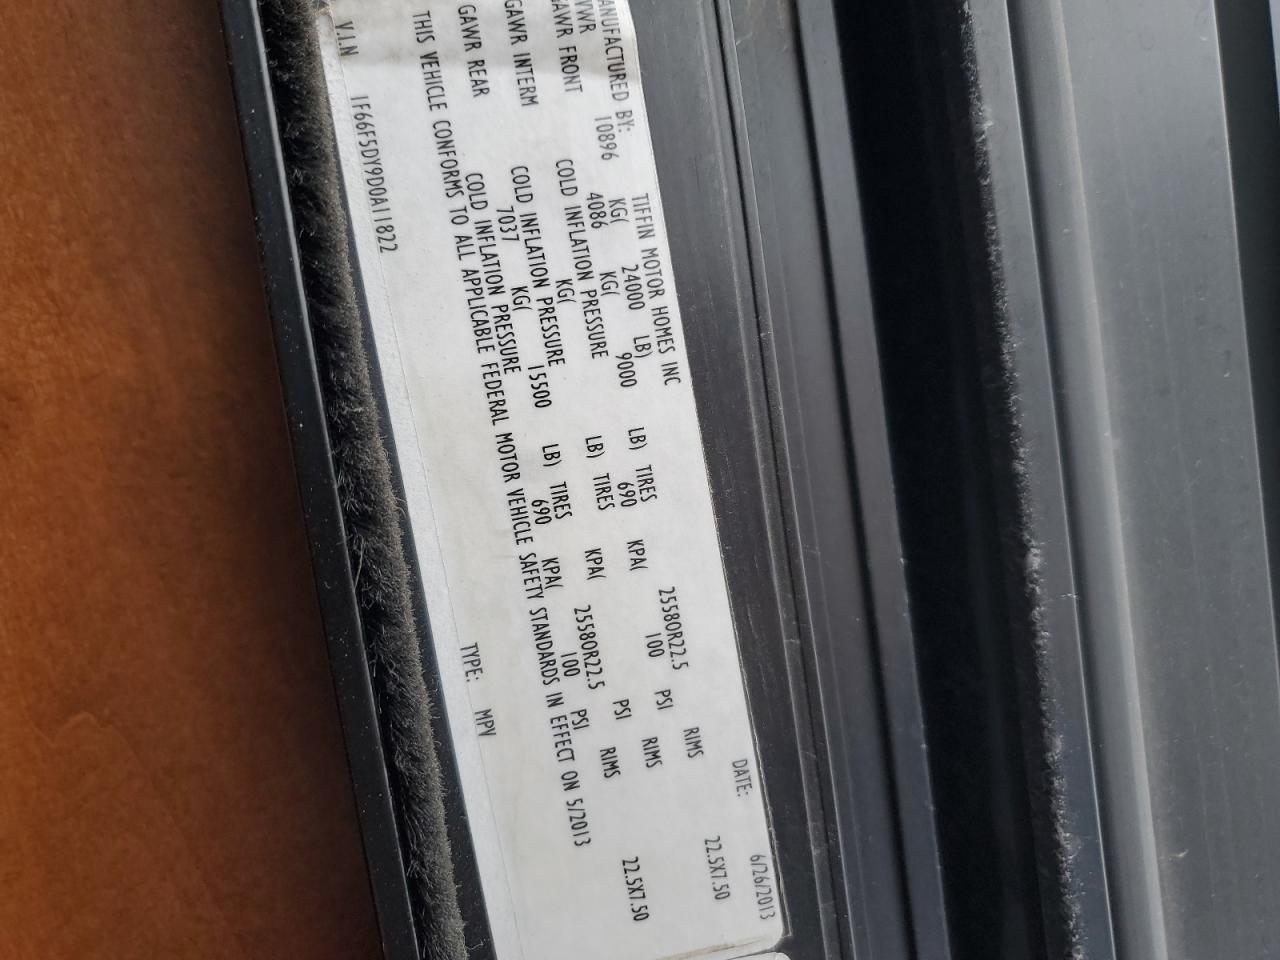 ANUFACTURED BY: TIFFIN MOTOR HOMES INC DATE: 6/26/2013
VWR 10896 KG( 24000 LB)
GAWR FRONT 4086 KG( 9000 LB) TIRES 25580R22.5 RIMS 22.5X7.50
COLD INFLATION PRESSURE 690 KPA( 100 PSI
GAWR INTERM KG( LB) TIRES RIMS
COLD INFLATION PRESSURE KPA( PSI
GAWR REAR 7037 KG( 15500 LB) TIRES 25580R22.5 RIMS 22.5X7.50
COLD INFLATION PRESSURE 690 KPA( 100 PSI
THIS VEHICLE CONFORMS TO ALL APPLICABLE FEDERAL MOTOR VEHICLE SAFETY STANDARDS IN EFFECT ON 5/2013
V.I.N 1F66F5DY9D0A11822 TYPE: MPV